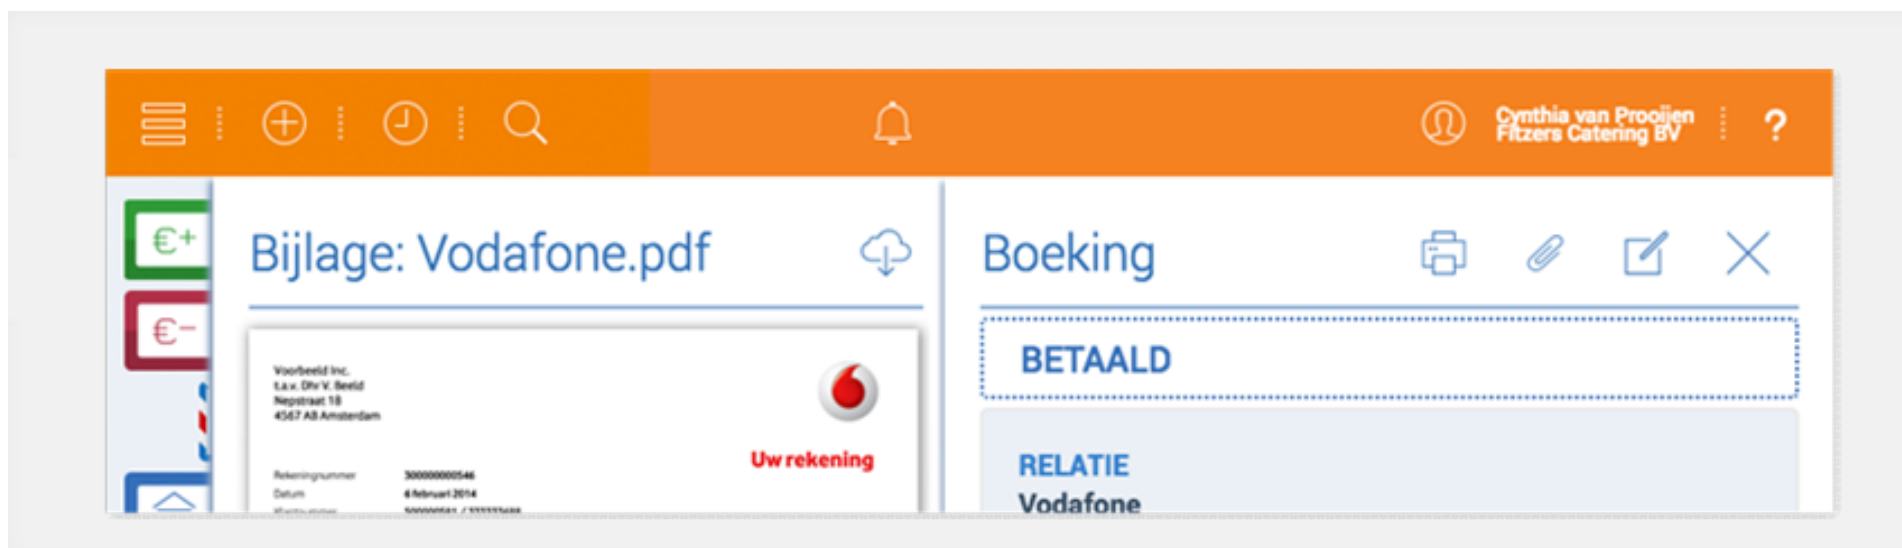 Cynthia van Prooijen
Fitzers Catering BV
?
€+
€−
Bijlage: Vodafone.pdf
Voorbeeld Inc.
t.a.v. Dhr V. Beeld
Nepstraat 18
4567 AB Amsterdam
Uw rekening
Rekeningnummer 300000000546
Datum 6 februari 2014
Boeking
BETAALD
RELATIE
Vodafone